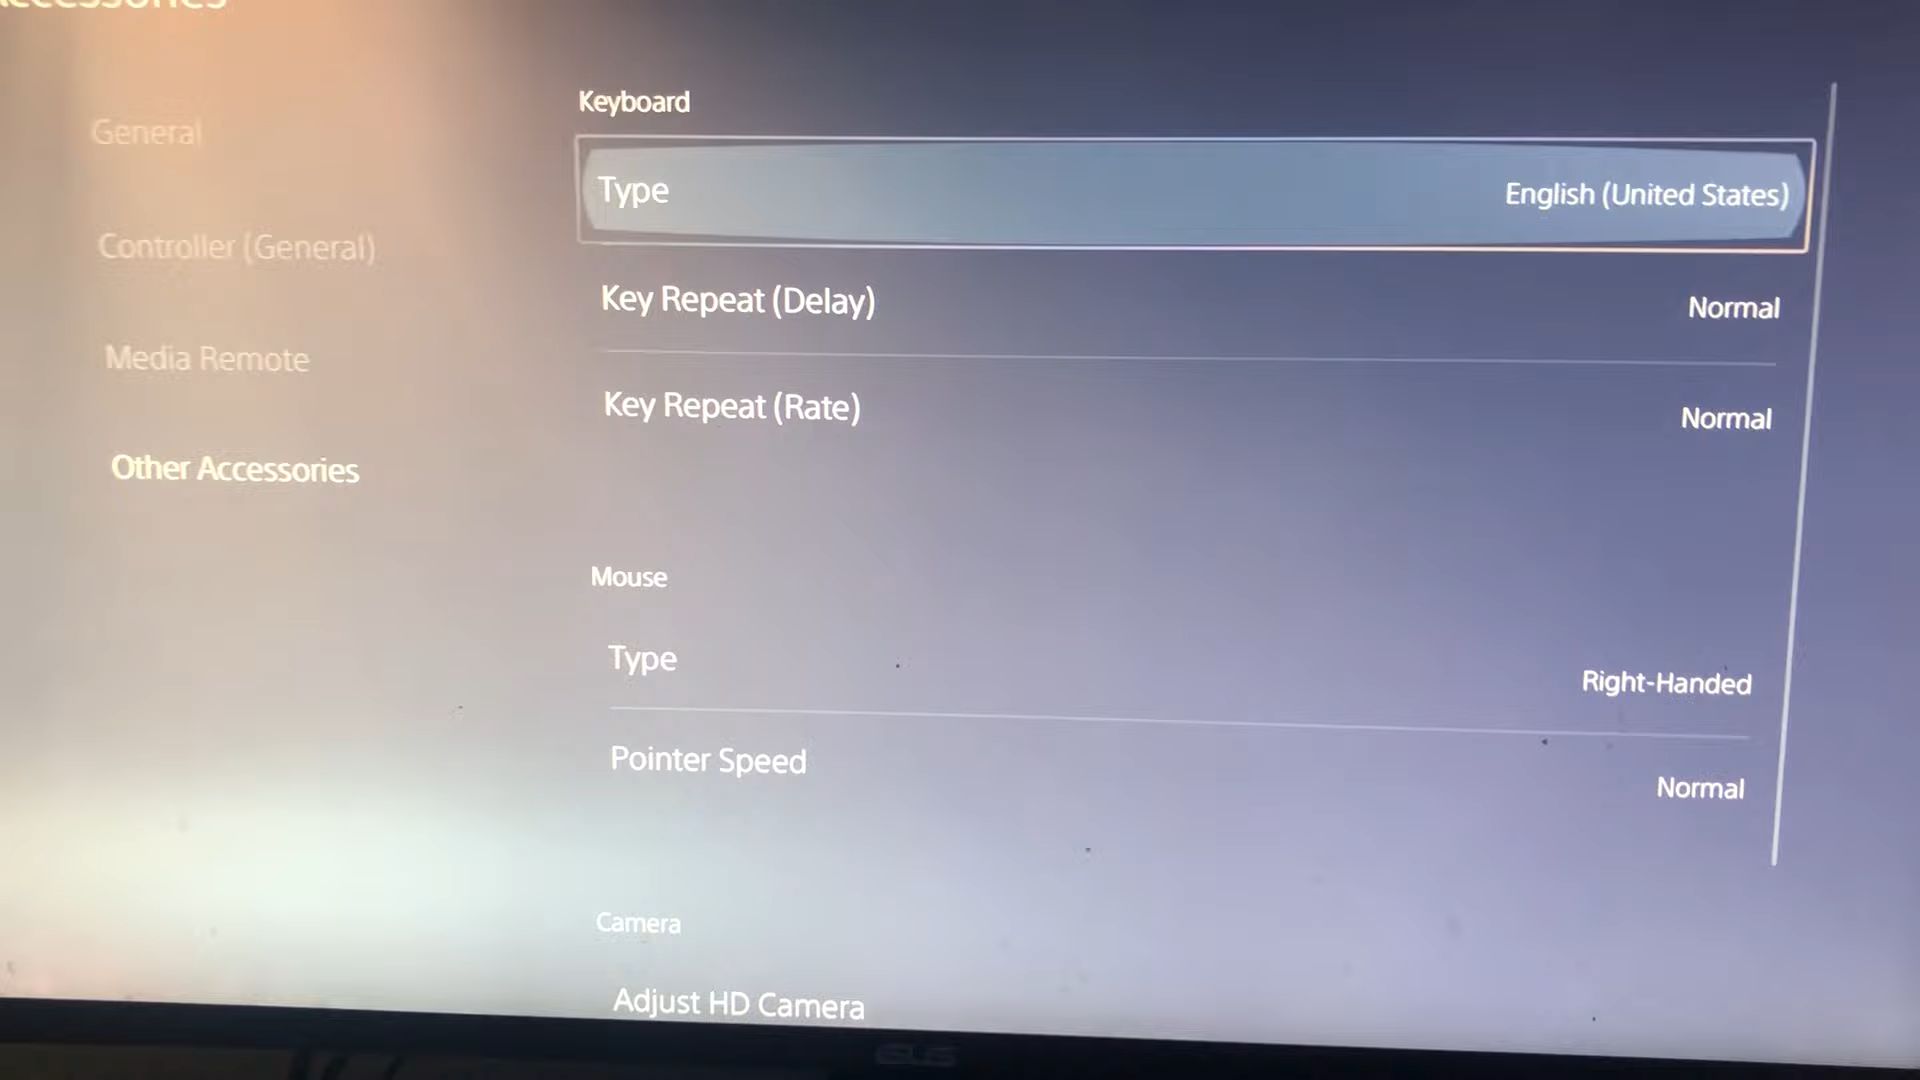 Accessories
General
Controller (General)
Media Remote
Other Accessories
Keyboard
Type English (United States)
Key Repeat (Delay) Normal
Key Repeat (Rate) Normal
Mouse
Type Right-Handed
Pointer Speed Normal
Camera
Adjust HD Camera